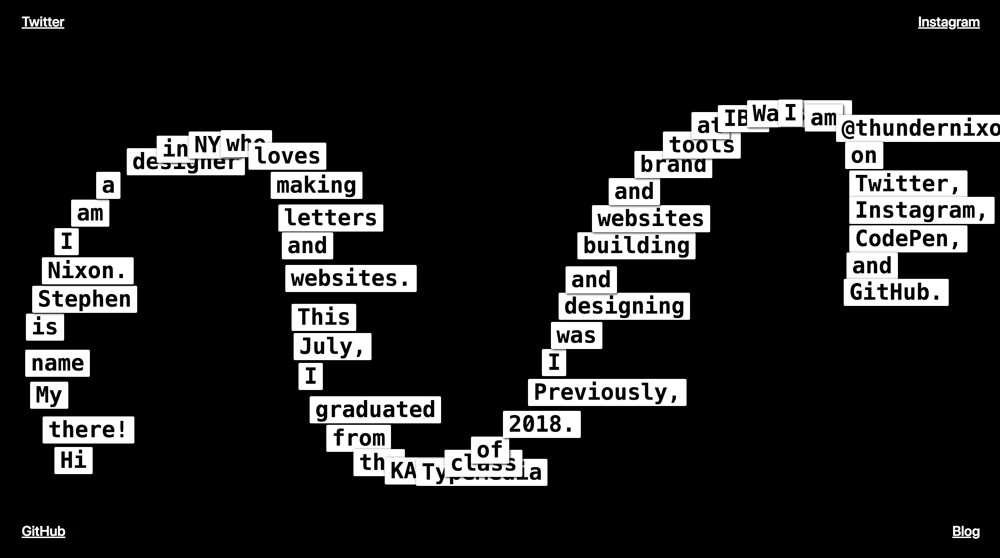 Twitter
Instagram
Hi
there!
My
name
is
Stephen
Nixon.
I
am
a
designer
in
NY
who
loves
making
letters
and
websites.
This
July,
I
graduated
from
KA
class
of
2018.
Previously,
I
was
designing
and
building
websites
and
brand
tools
at
I
am
on
Twitter,
Instagram,
CodePen,
and
GitHub.
GitHub
Blog